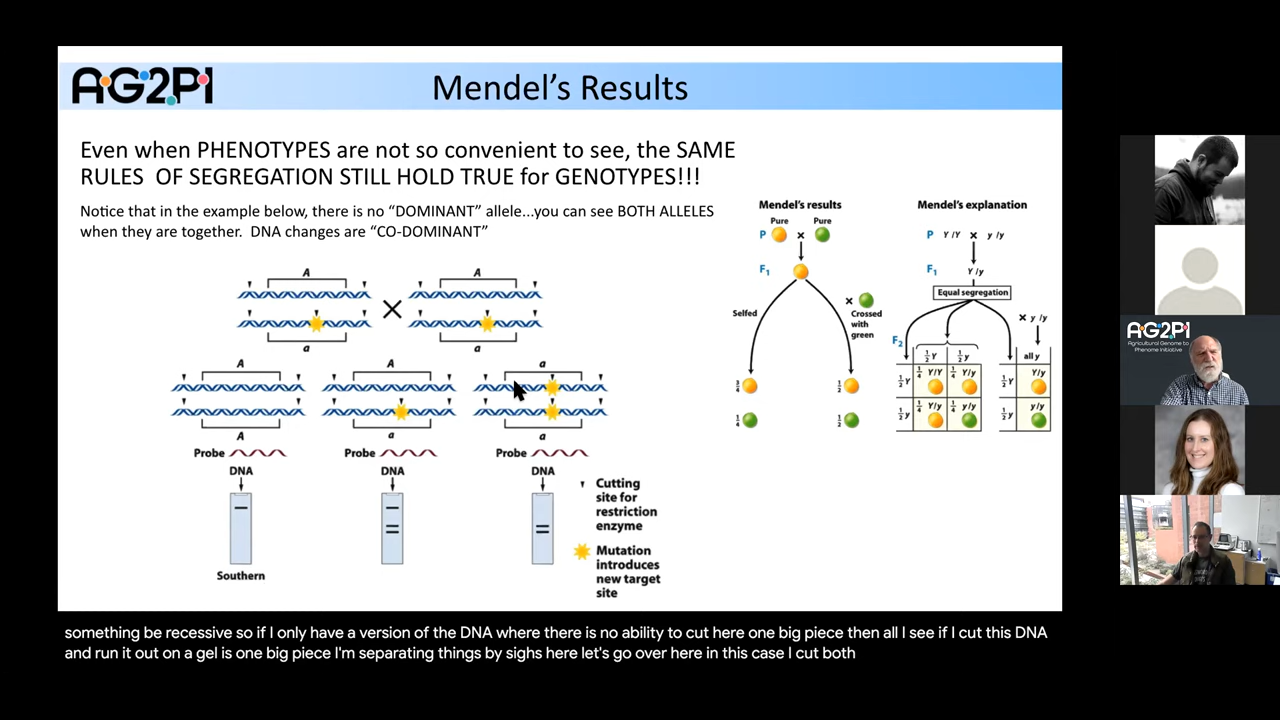 AG2PI
Mendel's Results
Even when PHENOTYPES are not so convenient to see, the SAME
RULES OF SEGREGATION STILL HOLD TRUE for GENOTYPES!!!
Notice that in the example below, there is no “DOMINANT” allele...you can see BOTH ALLELES
when they are together. DNA changes are “CO-DOMINANT”
A
A
a
a
A
A
a
A
a
a
Probe
Probe
Probe
DNA
DNA
DNA
Southern
Cutting
site for
restriction
enzyme
Mutation
introduces
new target
site
Mendel's results
Pure
Pure
P
×
F1
Selfed
×
Crossed
with
green
3/4
1/2
1/4
1/2
Mendel's explanation
P Y/Y × y/y
F1 Y/y
Equal segregation
× y/y
F2
1/2 Y 1/2 y
all y
1/2 Y 1/4 Y/Y 1/4 Y/y
1/2 Y Y/y
1/2 y 1/4 Y/y 1/4 y/y
1/2 y y/y
AG2PI
Agricultural Genome to
Phenome Initiative
something be recessive so if I only have a version of the DNA where there is no ability to cut here one big piece then all I see if I cut this DNA
and run it out on a gel is one big piece I'm separating things by sighs here let's go over here in this case I cut both